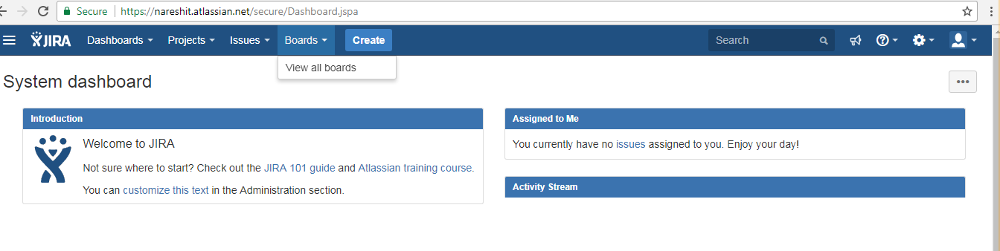 Secure https://nareshit.atlassian.net/secure/Dashboard.jspa
JIRA Dashboards Projects Issues Boards Create Search
View all boards
System dashboard
Introduction
Welcome to JIRA
Not sure where to start? Check out the JIRA 101 guide and Atlassian training course.
You can customize this text in the Administration section.
Assigned to Me
You currently have no issues assigned to you. Enjoy your day!
Activity Stream